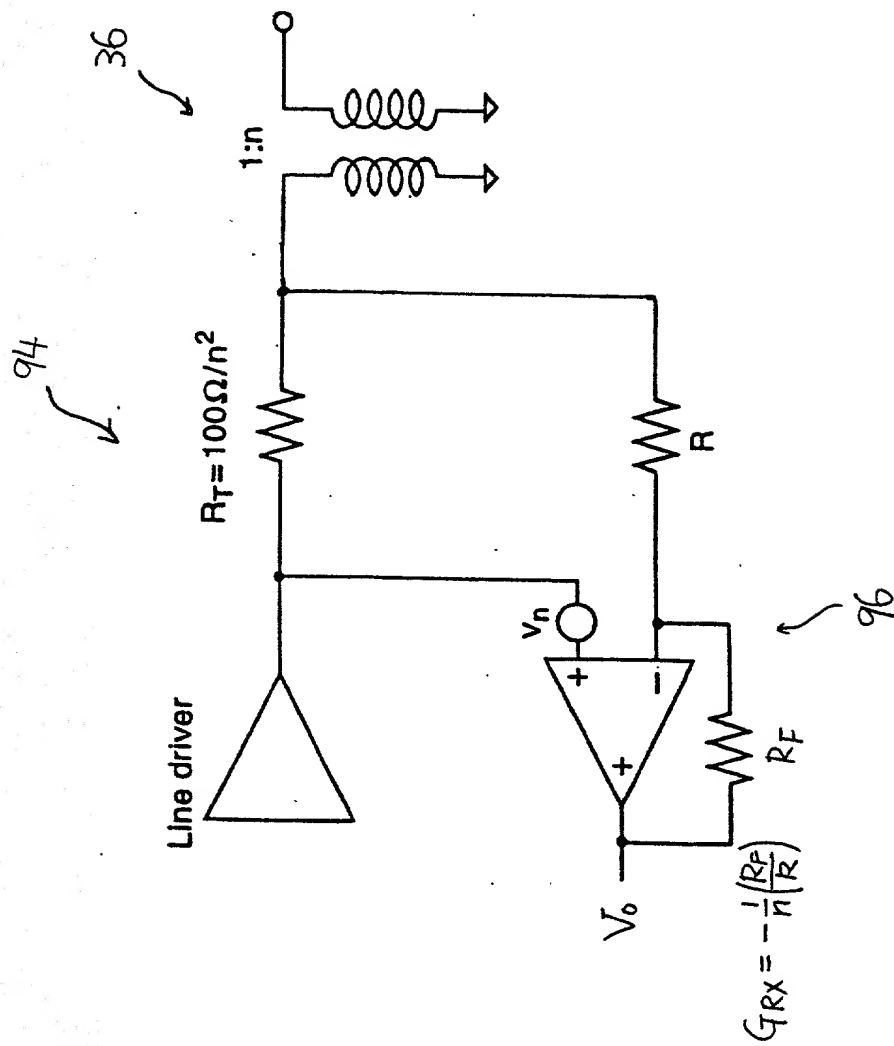 94
36
1:n
R_T=100Ω/n²
Line driver
v_n
+
−
+
R
R_F
V_o
96
G_RX = -1/n(R_F/R)